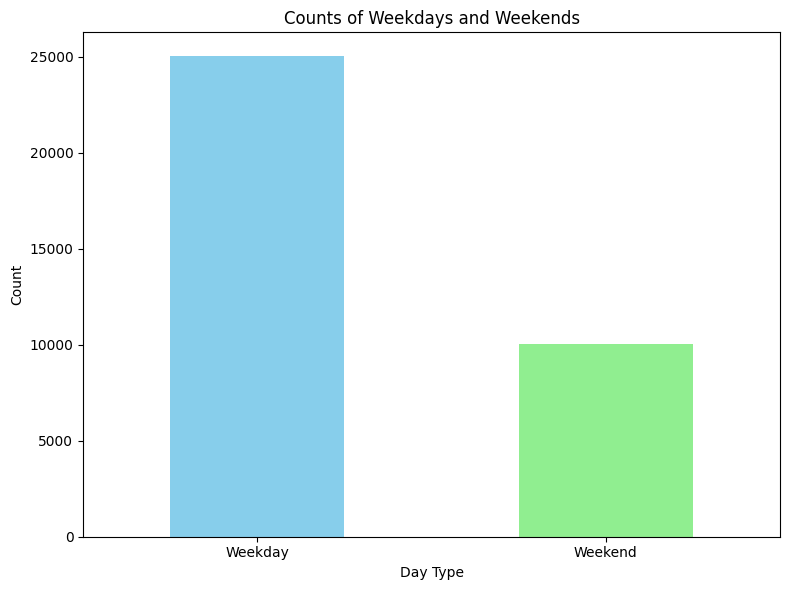 Counts of Weekdays and Weekends
25000
20000
15000
10000
5000
0
Count
Weekday
Weekend
Day Type